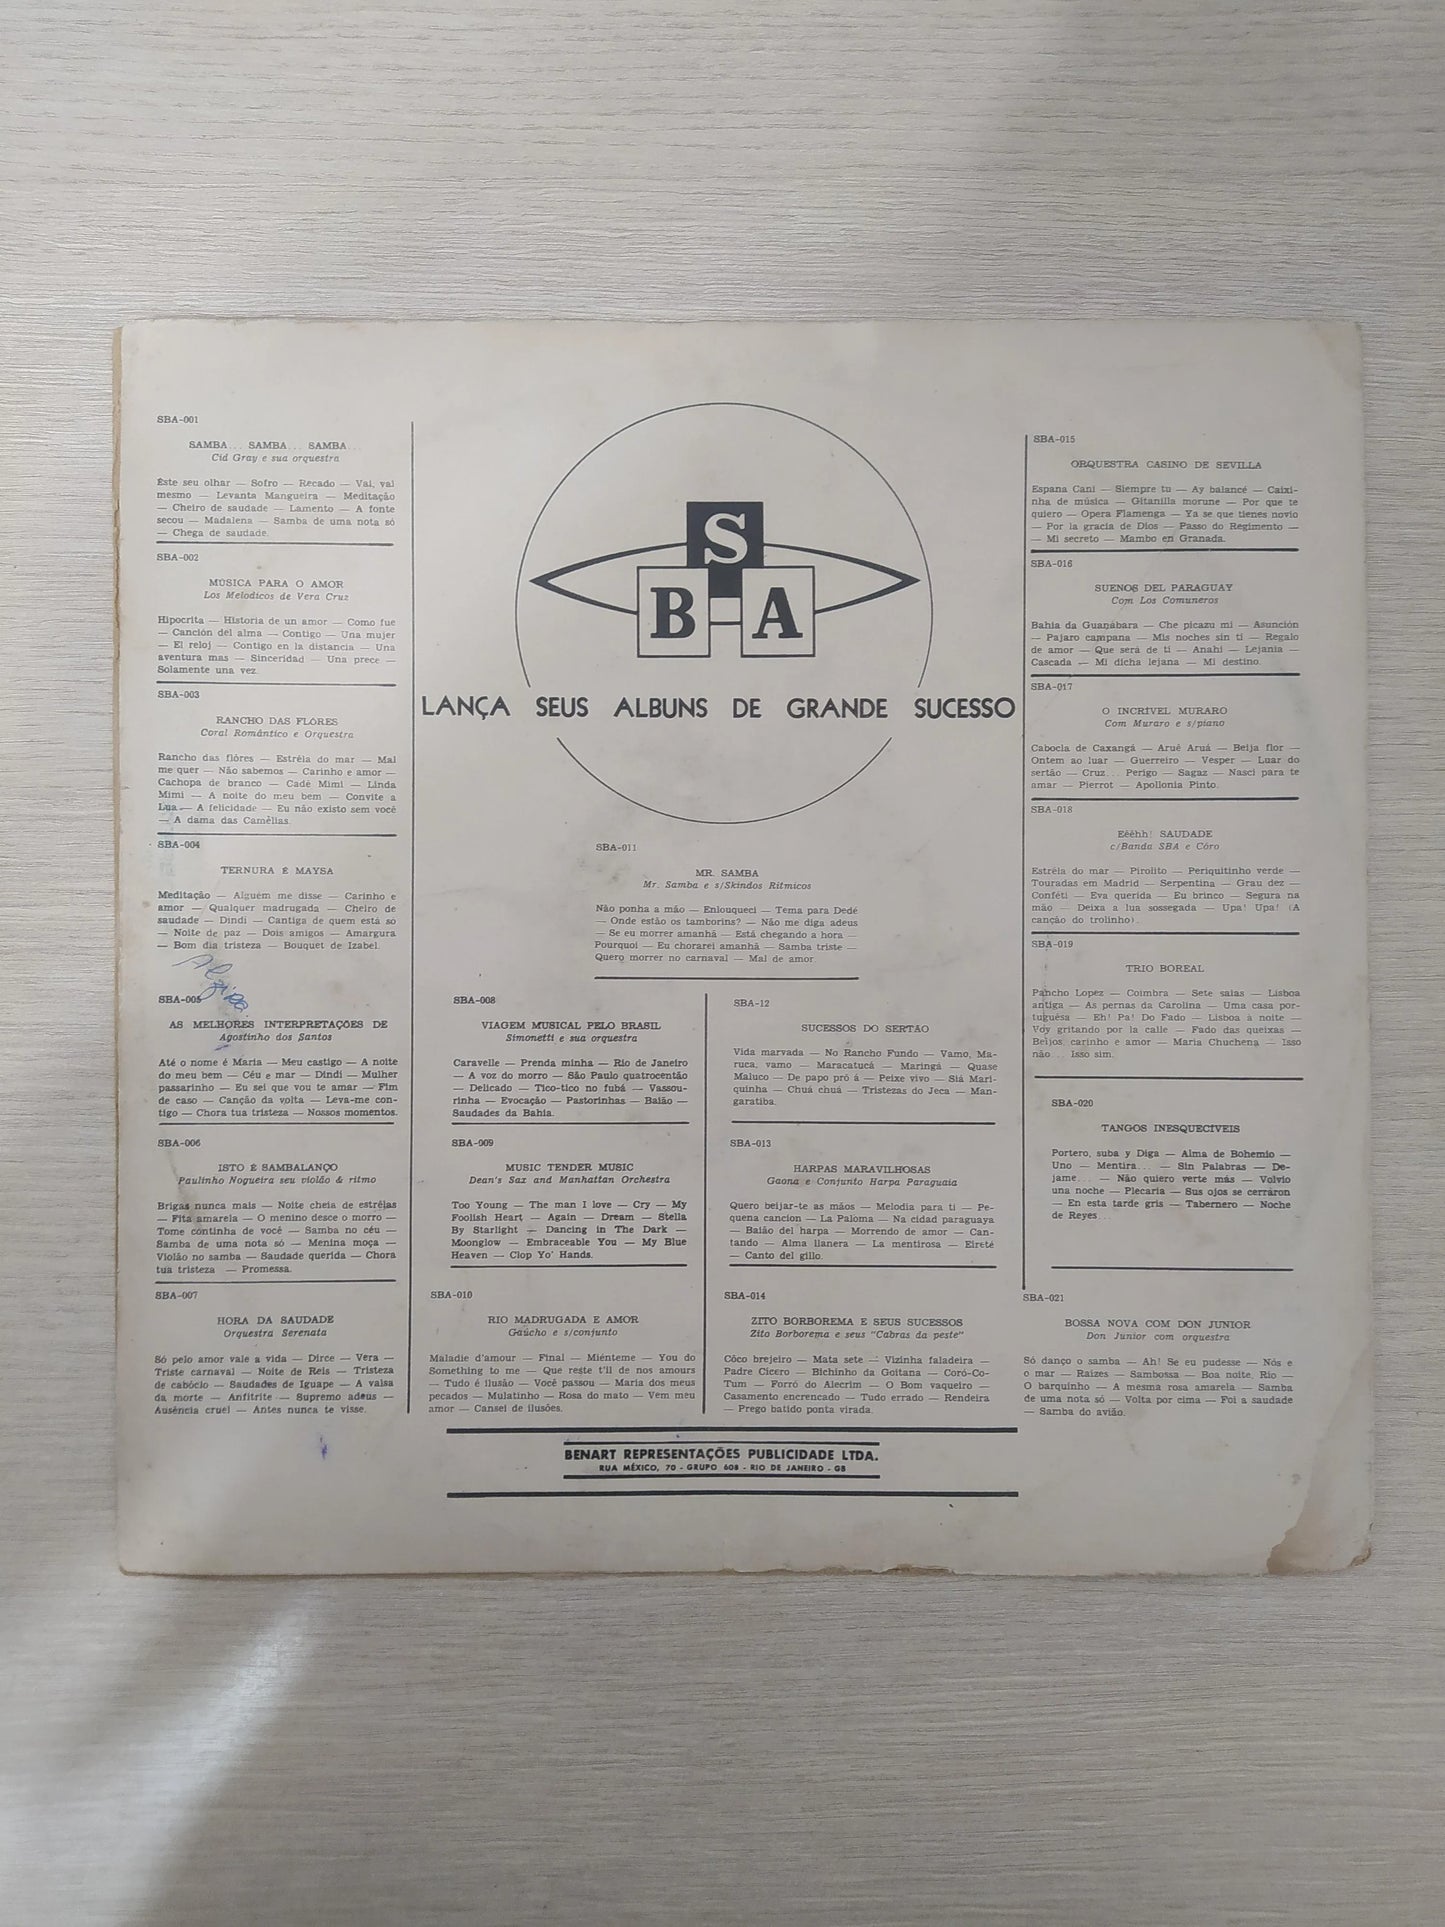 SBA-001
SAMBA... SAMBA... SAMBA...
Cid Gray e sua orquestra
Êste seu olhar — Sofro — Recado — Vai, vai
mesmo — Levanta Mangueira — Meditação
— Cheiro de saudade — Lamento — A fonte
secou — Madalena — Samba de uma nota só
— Chega de saudade.
SBA-002
MÚSICA PARA O AMOR
Los Melodicos de Vera Cruz
Hipocrita — Historia de un amor — Como fue
— Canción del alma — Contigo — Una mujer
— El reloj — Contigo en la distancia — Una
aventura mas — Sinceridad — Una prece —
Solamente una vez.
SBA-003
RANCHO DAS FLÔRES
Coral Romântico e Orquestra
Rancho das flôres — Estrêla do mar — Mal
me quer — Não sabemos — Carinho e amor —
Cachopa de branco — Cadê Mimi — Linda
Mimi — A noite do meu bem — Convite a
Lua — A felicidade — Eu não existo sem você
— A dama das Camélias.
SBA-004
TERNURA É MAYSA
Meditação — Alguém me disse — Carinho e
amor — Qualquer madrugada — Cheiro de
saudade — Dindi — Cantiga de quem está só
— Noite de paz — Dois amigos — Amargura
— Bom dia tristeza — Bouquet de Izabel.
SBA-005
AS MELHORES INTERPRETAÇÕES DE
Agostinho dos Santos
Até o nome é Maria — Meu castigo — A noite
do meu bem — Céu e mar — Dindi — Mulher
passarinho — Eu sei que vou te amar — Fim
de caso — Canção da volta — Leva-me con-
tigo — Chora tua tristeza — Nossos momentos.
SBA-006
ISTO É SAMBALANÇO
Paulinho Nogueira seu violão & ritmo
Brigas nunca mais — Noite cheia de estrêlas
— Fita amarela — O menino desce o morro —
Tome continha de você — Samba no céu —
Samba de uma nota só — Menina moça —
Violão no samba — Saudade querida — Chora
tua tristeza — Promessa.
SBA-007
HORA DA SAUDADE
Orquestra Serenata
Só pelo amor vale a vida — Dirce — Vera —
Triste carnaval — Noite de Reis — Tristeza
de cabôclo — Saudades de Iguape — A valsa
da morte — Anfitrite — Supremo adeus —
Ausência cruel — Antes nunca te visse.
S
B A
LANÇA SEUS ALBUNS DE GRANDE SUCESSO
SBA-011
MR. SAMBA
Mr. Samba e s/Skindos Rítmicos
Não ponha a mão — Enlouqueci — Tema para Dedé
— Onde estão os tamborins? — Não me diga adeus
— Se eu morrer amanhã — Está chegando a hora —
Pourquoi — Eu chorarei amanhã — Samba triste —
Quero morrer no carnaval — Mal de amor
SBA-008
VIAGEM MUSICAL PELO BRASIL
Simonetti e sua orquestra
Caravelle — Prenda minha — Rio de Janeiro
— A voz do morro — São Paulo quatrocentão
— Delicado — Tico-tico no fubá — Vassou-
rinha — Evocação — Pastorinhas — Baião —
Saudades da Bahia.
SBA-009
MUSIC TENDER MUSIC
Dean's Sax and Manhattan Orchestra
Too Young — The man I love — Cry — My
Foolish Heart — Again — Dream — Stella
By Starlight — Dancing in The Dark —
Moonglow — Embraceable You — My Blue
Heaven — Clop Yo' Hands.
SBA-010
RIO MADRUGADA E AMOR
Gaúcho e s/conjunto
Maladie d'amour — Final — Miénteme — You do
Something to me — Que reste t'il de nos amours
— Tudo é ilusão — Você passou — Maria dos meus
pecados — Mulatinho — Rosa do mato — Vem meu
amor — Cansei de ilusões.
SBA-12
SUCESSOS DO SERTÃO
Vida marvada — No Rancho Fundo — Vamo, Ma-
ruca, vamo — Maracatucá — Maringá — Quase
Maluco — De papo pró á — Peixe vivo — Siá Mari-
quinha — Chuá chuá — Tristezas do Jeca — Man-
garatiba.
SBA-013
HARPAS MARAVILHOSAS
Gaona e Conjunto Harpa Paraguaia
Quero beijar-te as mãos — Melodia para ti — Pe-
quena cancion — La Paloma — Na cidad paraguaya
— Baião del harpa — Morrendo de amor — Can-
tando — Alma llanera — La mentirosa — Eireté
— Canto del gillo.
SBA-014
ZITO BORBOREMA E SEUS SUCESSOS
Zito Borborema e seus "Cabras da peste"
Côco brejeiro — Mata sete — Vizinha faladeira —
Padre Cícero — Bichinho da Goitana — Coró-Co-
Tum — Forró do Alecrim — O Bom vaqueiro —
Casamento encrencado — Tudo errado — Rendeira
— Prego batido ponta virada.
SBA-015
ORQUESTRA CASINO DE SEVILLA
Espana Cani — Siempre tu — Ay balancé — Caixi-
nha de música — Gitanilla morune — Por que te
quiero — Opera Flamenga — Ya se que tienes novio
— Por la gracia de Dios — Passo do Regimento —
— Mi secreto — Mambo en Granada.
SBA-016
SUENOS DEL PARAGUAY
Com Los Comuneros
Bahia da Guanábara — Che picazu mi — Asunción
— Pajaro campana — Mis noches sin ti — Regalo
de amor — Que será de ti — Anahi — Lejania —
Cascada — Mi dicha lejana — Mi destino.
SBA-017
O INCRÍVEL MURARO
Com Muraro e s/piano
Cabocla de Caxangá — Aruê Aruá — Beija flor —
Ontem ao luar — Guerreiro — Vesper — Luar do
sertão — Cruz... Perigo — Sagaz — Nasci para te
amar — Pierrot — Apollonia Pinto.
SBA-018
Eêêhh! SAUDADE
c/Banda SBA e Côro
Estrêla do mar — Pirolito — Periquitinho verde —
Touradas em Madrid — Serpentina — Grau dez —
Confeti — Eva querida — Eu brinco — Segura na
mão — Deixa a lua sossegada — Upa! Upa! (A
canção do trolinho).
SBA-019
TRIO BOREAL
Pancho Lopez — Coimbra — Sete saias — Lisboa
antiga — As pernas da Carolina — Uma casa por-
tuguêsa — Eh! Pa! Do Fado — Lisboa à noite —
Voy gritando por la calle — Fado das queixas —
Beijos, carinho e amor — Maria Chuchena — Isso
não... Isso sim.
SBA-020
TANGOS INESQUECÍVEIS
Portero, suba y Diga — Alma de Bohemio —
Uno — Mentira... — Sin Palabras — De-
jame... — Não quiero verte más — Volvio
una noche — Plecaria — Sus ojos se cerraron
— En esta tarde gris — Tabernero — Noche
de Reyes...
SBA-021
BOSSA NOVA COM DON JUNIOR
Don Junior com orquestra
Só danço o samba — Ah! Se eu pudesse — Nós e
o mar — Raízes — Sambossa — Boa noite, Rio —
O barquinho — A mesma rosa amarela — Samba
de uma nota só — Volta por cima — Foi a saudade
— Samba do avião.
BENART REPRESENTAÇÕES PUBLICIDADE LTDA.
RUA MÉXICO, 70 - GRUPO 608 - RIO DE JANEIRO - GB